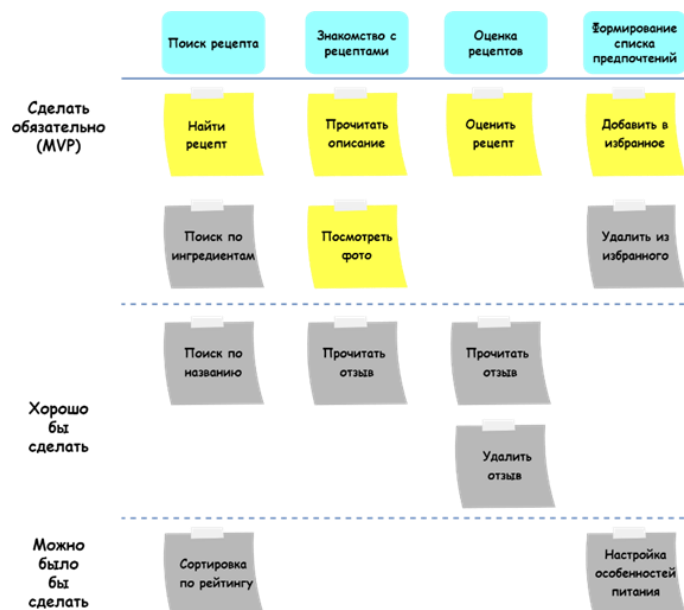 Поиск рецепта
Знакомство с
рецептами
Оценка
рецептов
Формирование
списка
предпочтений
Сделать
обязательно
(MVP)
Найти
рецепт
Прочитать
описание
Оценить
рецепт
Добавить в
избранное
Поиск по
ингредиентам
Посмотреть
фото
Удалить из
избранного
Хорошо
бы
сделать
Поиск по
названию
Прочитать
отзыв
Прочитать
отзыв
Удалить
отзыв
Можно
было
бы
сделать
Сортировка
по рейтингу
Настройка
особенностей
питания